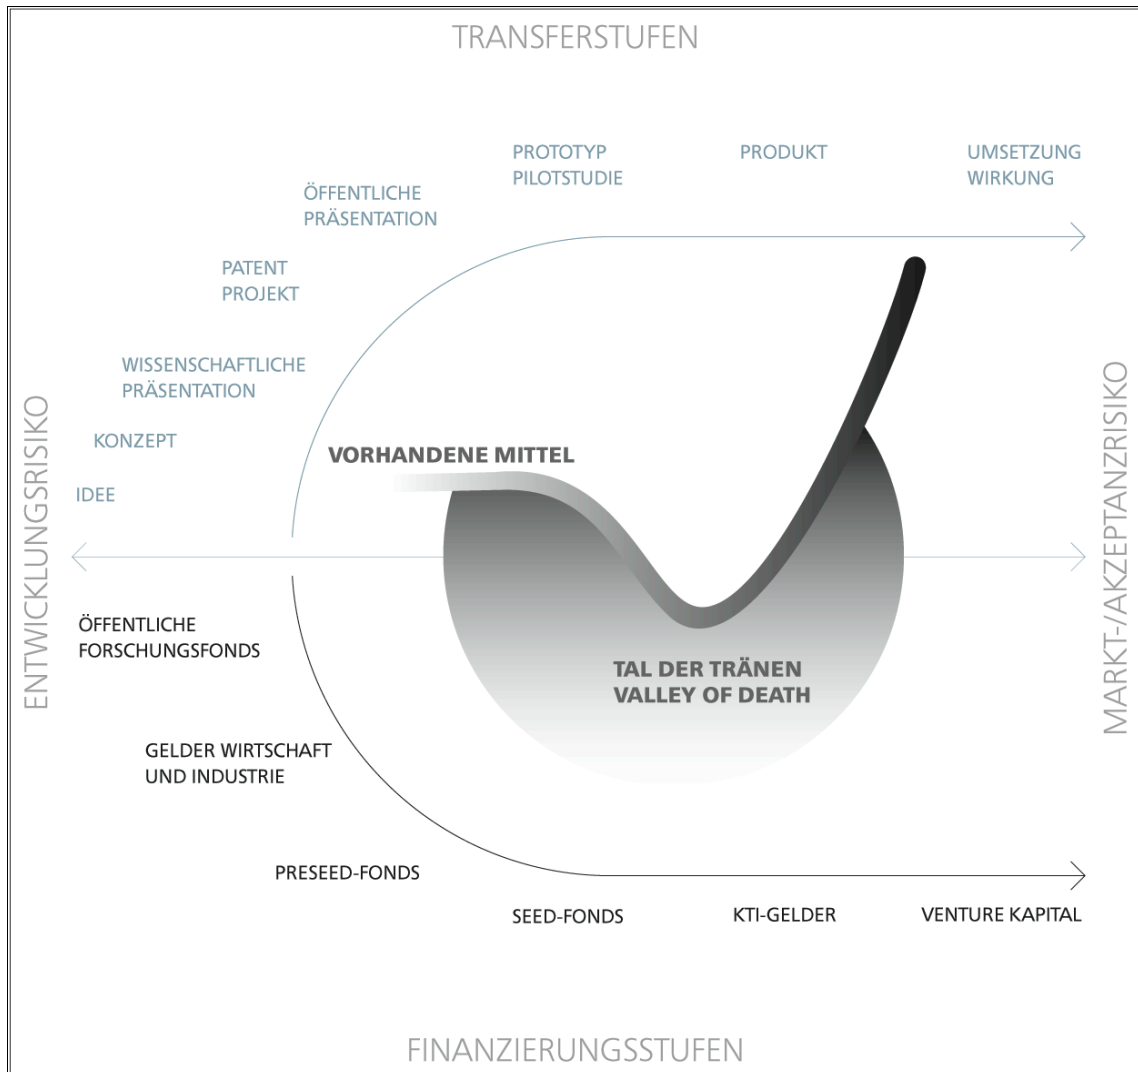 TRANSFERSTUFEN
PROTOTYP
PILOTSTUDIE
PRODUKT
UMSETZUNG
WIRKUNG
ÖFFENTLICHE
PRÄSENTATION
PATENT
PROJEKT
WISSENSCHAFTLICHE
PRÄSENTATION
KONZEPT
IDEE
ENTWICKLUNGSRISIKO
MARKT-/AKZEPTANZRISIKO
VORHANDENE MITTEL
TAL DER TRÄNEN
VALLEY OF DEATH
ÖFFENTLICHE
FORSCHUNGSFONDS
GELDER WIRTSCHAFT
UND INDUSTRIE
PRESEED-FONDS
SEED-FONDS
KTI-GELDER
VENTURE KAPITAL
FINANZIERUNGSSTUFEN